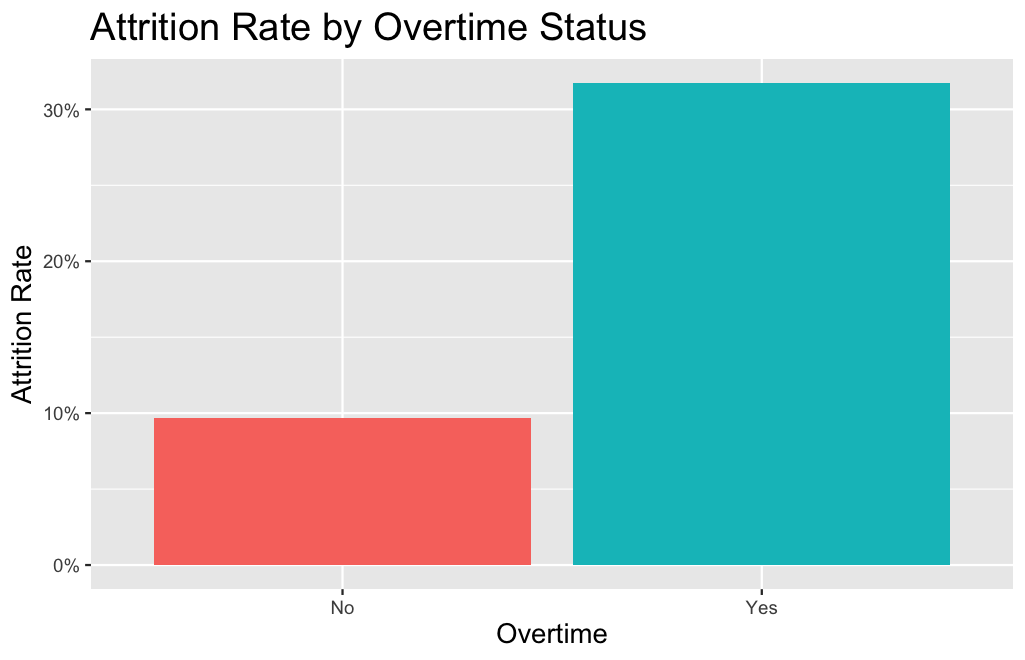 Attrition Rate by Overtime Status
Attrition Rate
30%
20%
10%
0%
No
Yes
Overtime